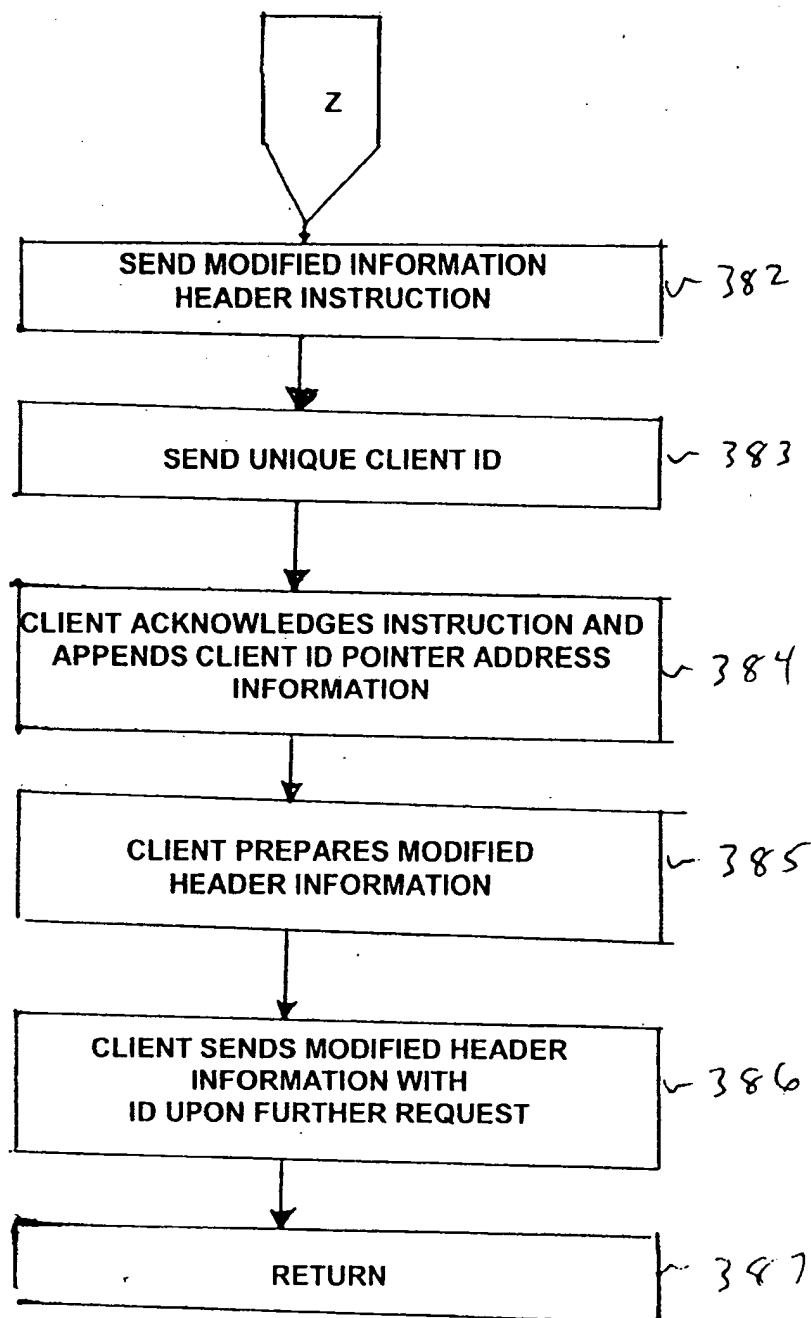 Z
SEND MODIFIED INFORMATION
HEADER INSTRUCTION
382
SEND UNIQUE CLIENT ID
383
CLIENT ACKNOWLEDGES INSTRUCTION AND
APPENDS CLIENT ID POINTER ADDRESS
INFORMATION
384
CLIENT PREPARES MODIFIED
HEADER INFORMATION
385
CLIENT SENDS MODIFIED HEADER
INFORMATION WITH
ID UPON FURTHER REQUEST
386
RETURN
387